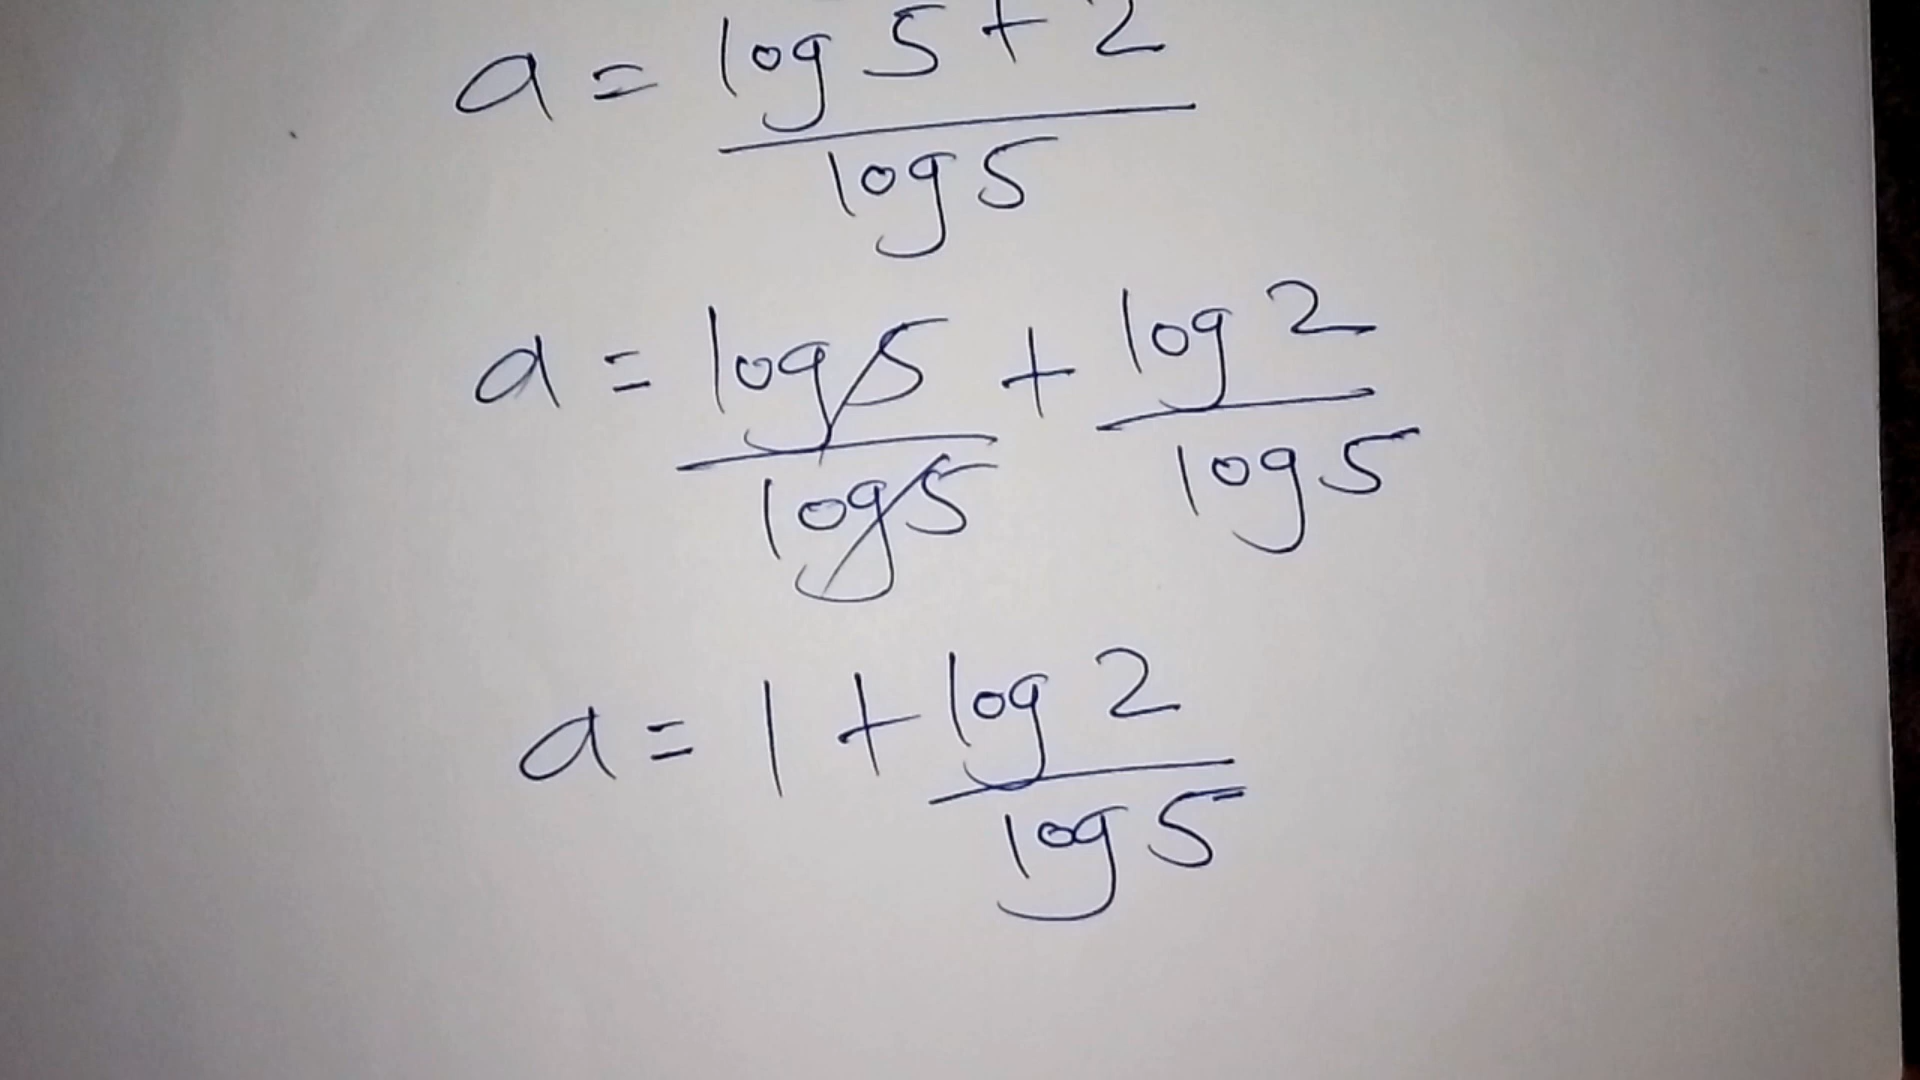 a = log 5 + 2 / log 5
a = log 5 / log 5 + log 2 / log 5
a = 1 + log 2 / log 5